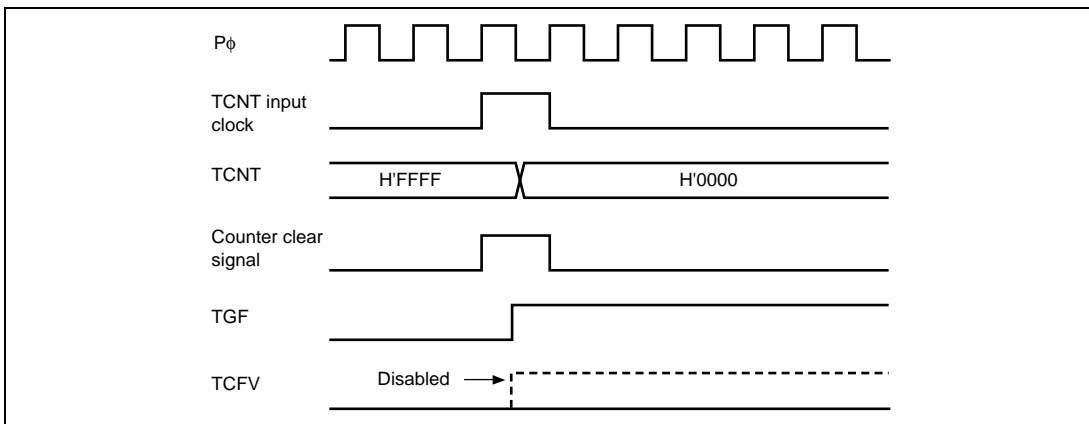 Pϕ
TCNT input
clock
TCNT
H'FFFF
H'0000
Counter clear
signal
TGF
TCFV
Disabled